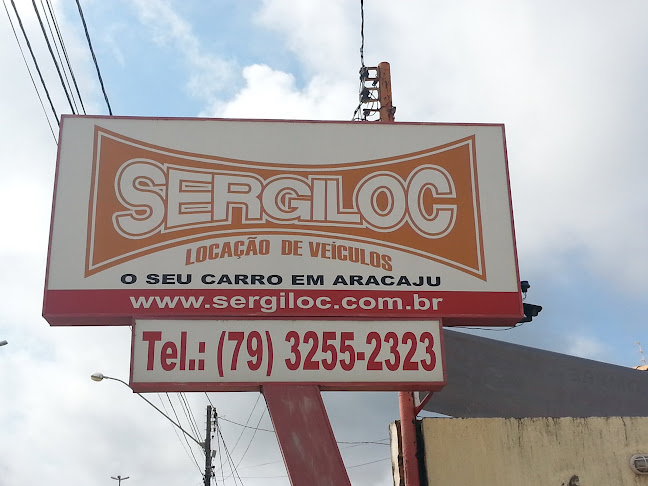 SERGILOC
LOCAÇÃO DE VEÍCULOS
O SEU CARRO EM ARACAJU
www.sergiloc.com.br
Tel.: (79) 3255-2323